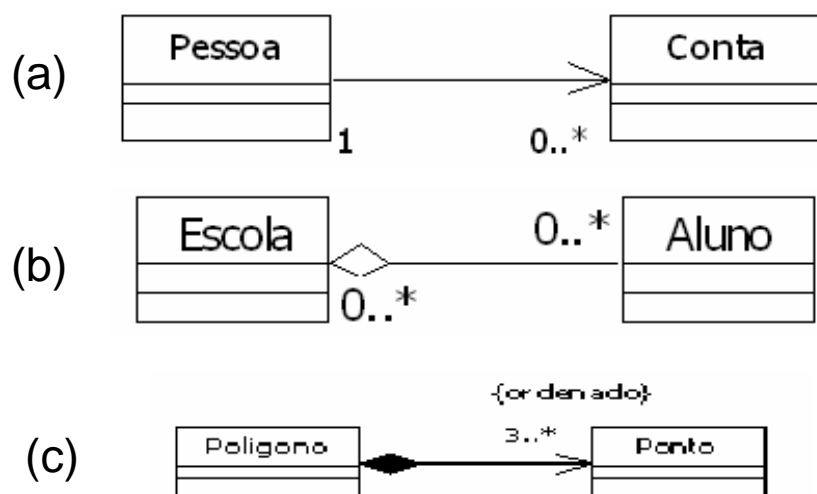 (a)
Pessoa
Conta
1
0..*
(b)
Escola
0..*
Aluno
0..*
(c)
{ordenado}
Poligono
3..*
Ponto